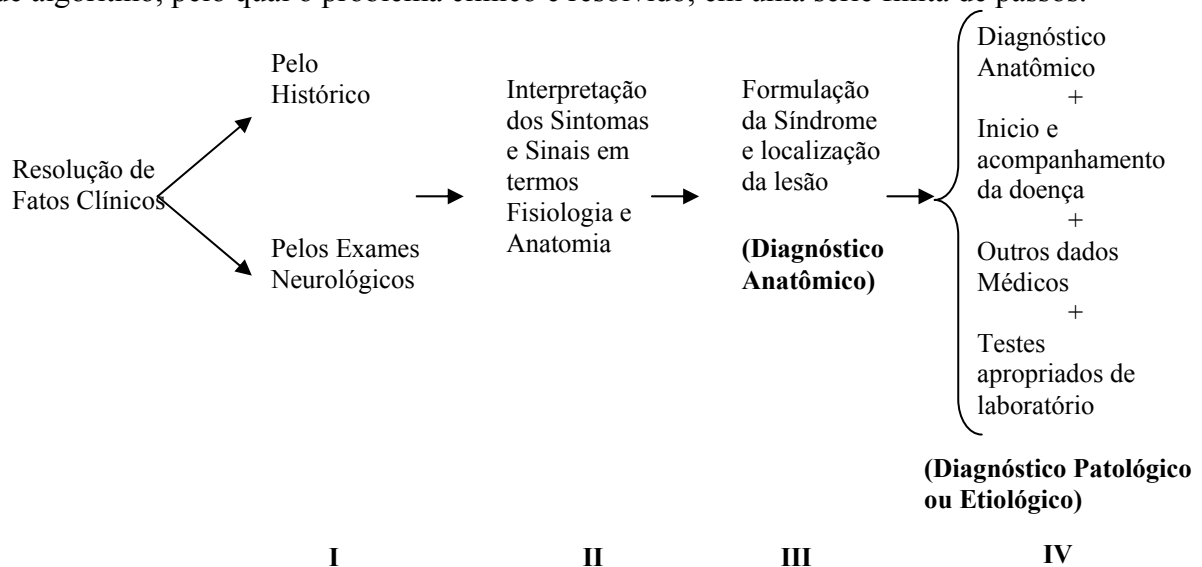 de algoritmo, pelo qual o problema clínico é resolvido, em uma série finita de passos.
Resolução de
Fatos Clínicos
Pelo
Histórico
Pelos Exames
Neurológicos
Interpretação
dos Sintomas
e Sinais em
termos
Fisiologia e
Anatomia
Formulação
da Síndrome
e localização
da lesão
(Diagnóstico
Anatômico)
Diagnóstico
Anatômico
+
Inicio e
acompanhamento
da doença
+
Outros dados
Médicos
+
Testes
apropriados de
laboratório
(Diagnóstico Patológico
ou Etiológico)
I
II
III
IV